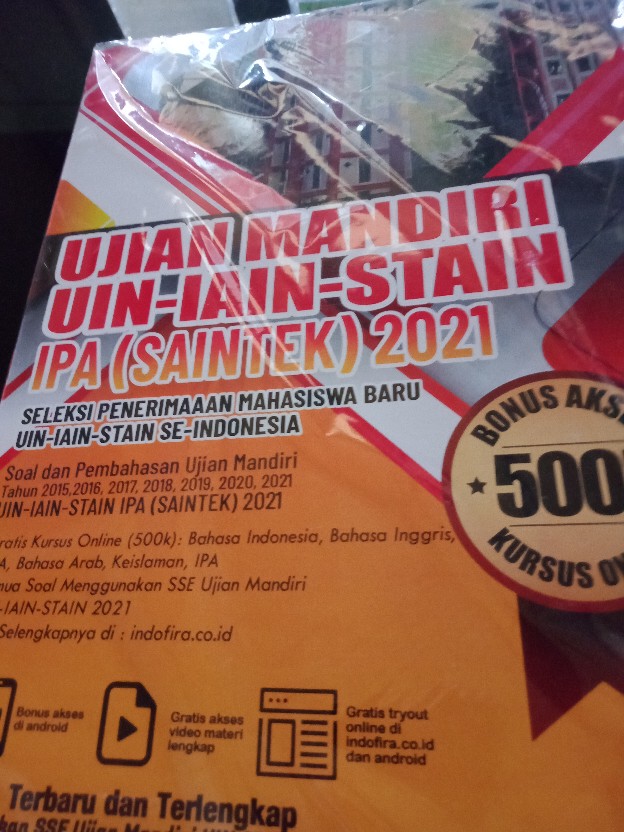 UJIAN MANDIRI
UIN-IAIN-STAIN
IPA (SAINTEK) 2021
SELEKSI PENERIMAAAN MAHASISWA BARU
UIN-IAIN-STAIN SE-INDONESIA
Soal dan Pembahasan Ujian Mandiri
Tahun 2015,2016, 2017, 2018, 2019, 2020, 2021
UIN-IAIN-STAIN IPA (SAINTEK) 2021
Kursus Online (500k): Bahasa Indonesia, Bahasa Inggris,
Bahasa Arab, Keislaman, IPA
Soal Menggunakan SSE Ujian Mandiri
-IAIN-STAIN 2021
Selengkapnya di : indofira.co.id
BONUS
500
KURSUS
Bonus akses
di android
Gratis akses
video materi
lengkap
Gratis tryout
online di
indofira.co.id
dan android
Terbaru dan Terlengkap
SSE Ujian